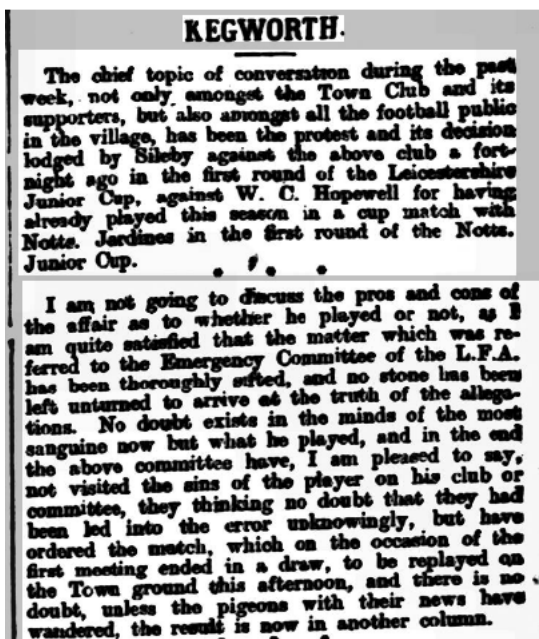 KEGWORTH.
The chief topic of conversation during the past
week, not only amongst the Town Club and its
supporters, but also amongst all the football public
in the village, has been the protest and its decision
lodged by Sileby against the above club a fort-
night ago in the first round of the Leicestershire
Junior Cup, against W. C. Hopewell for having
already played this season in a cup match with
Notts. Jardines in the first round of the Notts.
Junior Cup.
I am not going to discuss the pros and cons of
the affair as to whether he played or not, as I
am quite satisfied that the matter which was re-
ferred to the Emergency Committee of the L.F.A.
has been thoroughly sifted, and no stone has been
left unturned to arrive at the truth of the allega-
tions. No doubt exists in the minds of the most
sanguine now but what he played, and in the end
the above committee have, I am pleased to say,
not visited the sins of the player on his club or
committee, they thinking no doubt that they had
been led into the error unknowingly, but have
ordered the match, which on the occasion of the
first meeting ended in a draw, to be replayed on
the Town ground this afternoon, and there is no
doubt, unless the pigeons with their news have
wandered, the result is now in another column.